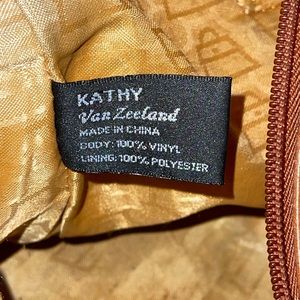 KATHY
Van Zeeland
MADE IN CHINA
BODY: 100% VINYL
LINING: 100% POLYESTER